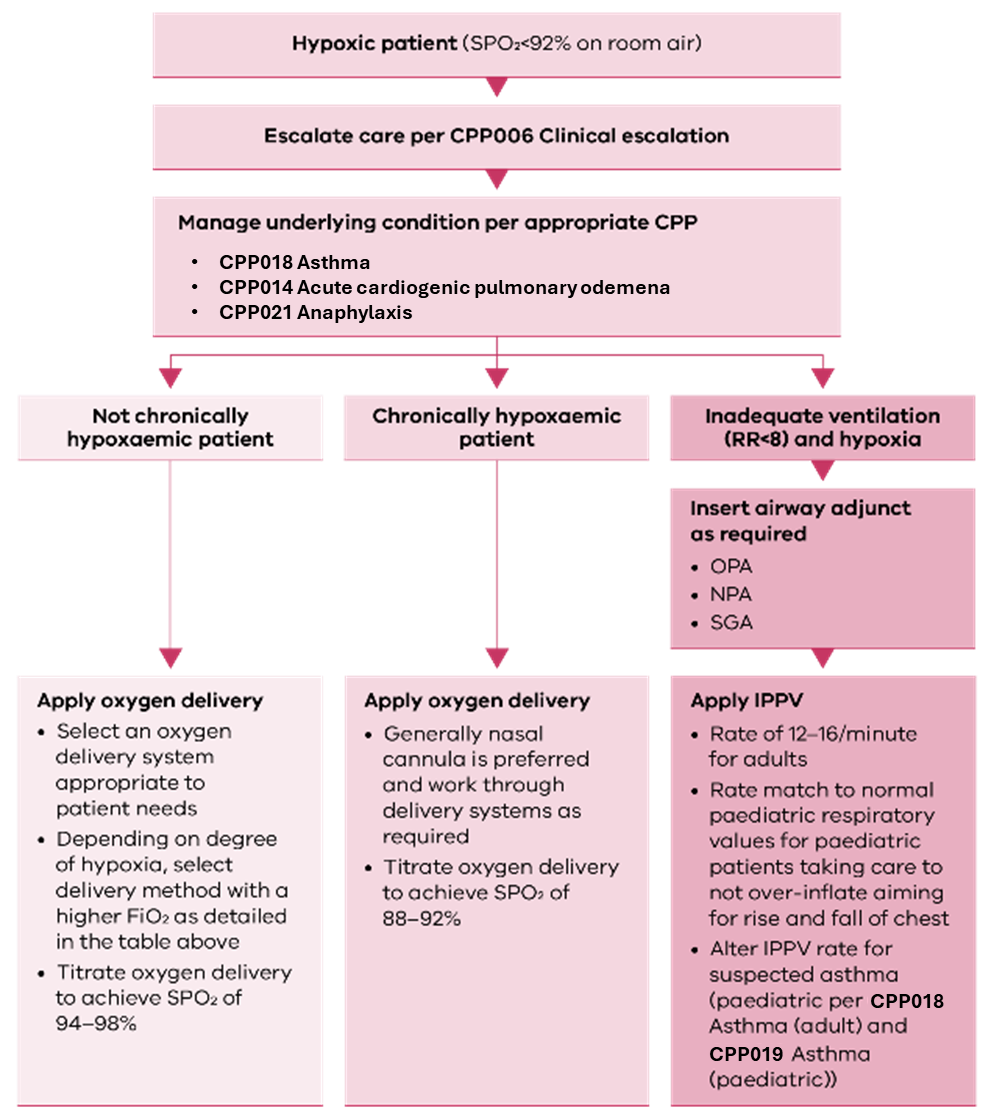 Hypoxic patient (SPO₂<92% on room air)
Escalate care per CPP006 Clinical escalation
Manage underlying condition per appropriate CPP
• CPP018 Asthma
• CPP014 Acute cardiogenic pulmonary odemena
• CPP021 Anaphylaxis
Not chronically
hypoxaemic patient
Chronically hypoxaemic
patient
Inadequate ventilation
(RR<8) and hypoxia
Insert airway adjunct
as required
• OPA
• NPA
• SGA
Apply oxygen delivery
• Select an oxygen
delivery system
appropriate to
patient needs
• Depending on degree
of hypoxia, select
delivery method with a
higher FiO₂ as detailed
in the table above
• Titrate oxygen delivery
to achieve SPO₂ of
94–98%
Apply oxygen delivery
• Generally nasal
cannula is preferred
and work through
delivery systems as
required
• Titrate oxygen delivery
to achieve SPO₂ of
88–92%
Apply IPPV
• Rate of 12–16/minute
for adults
• Rate match to normal
paediatric respiratory
values for paediatric
patients taking care to
not over-inflate aiming
for rise and fall of chest
• Alter IPPV rate for
suspected asthma
(paediatric per CPP018
Asthma (adult) and
CPP019 Asthma
(paediatric))